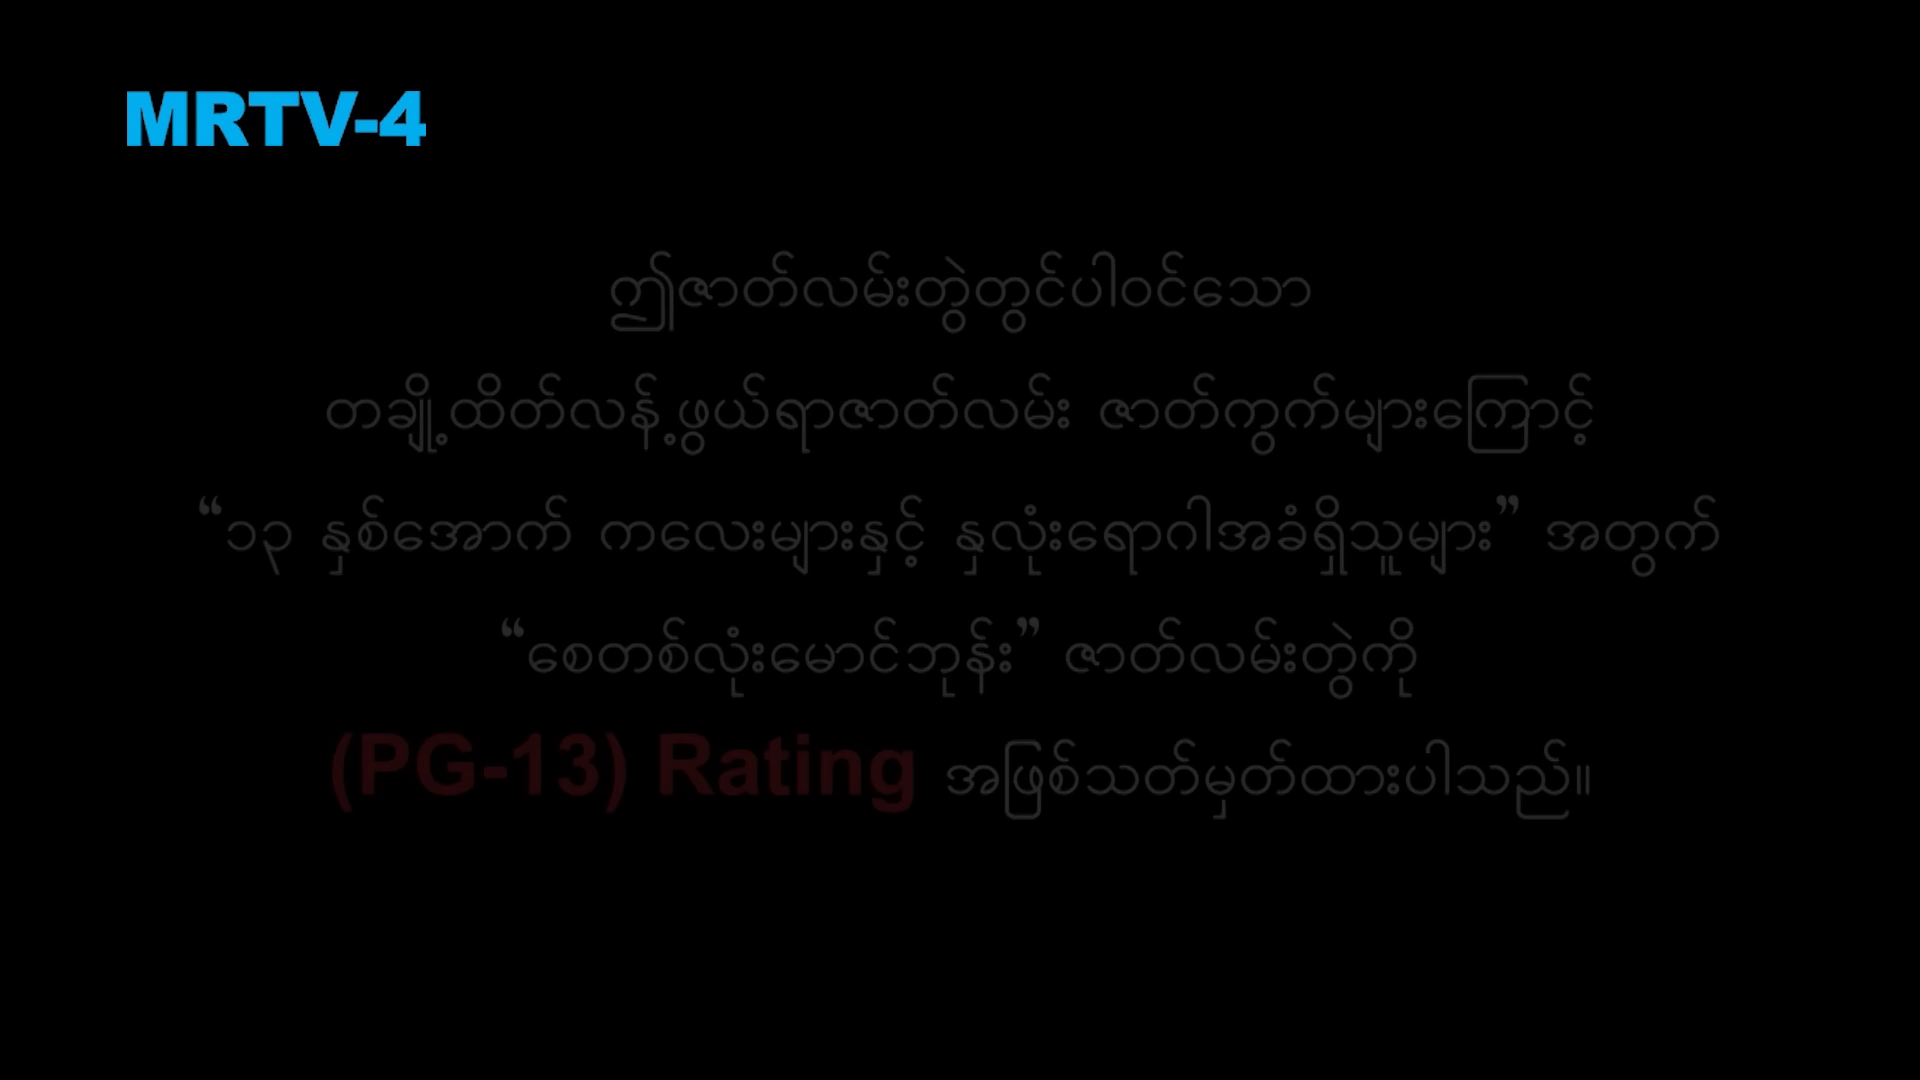 MRTV-4
ဤဇာတ်လမ်းတွဲတွင်ပါဝင်သော
တချို့ထိတ်လန့်ဖွယ်ရာဇာတ်လမ်း ဇာတ်ကွက်များကြောင့်
“၁၃ နှစ်အောက် ကလေးများနှင့် နှလုံးရောဂါအခံရှိသူများ” အတွက်
“စေတစ်လုံးမောင်ဘုန်း” ဇာတ်လမ်းတွဲကို
(PG-13) Rating အဖြစ်သတ်မှတ်ထားပါသည်။